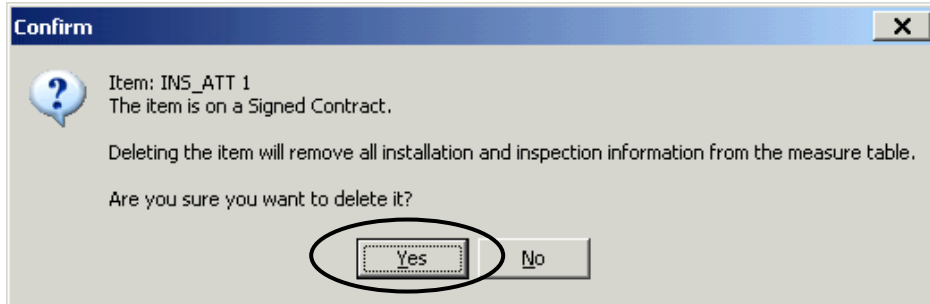 Confirm
Item: INS_ATT 1
The item is on a Signed Contract.
Deleting the item will remove all installation and inspection information from the measure table.
Are you sure you want to delete it?
Yes
No